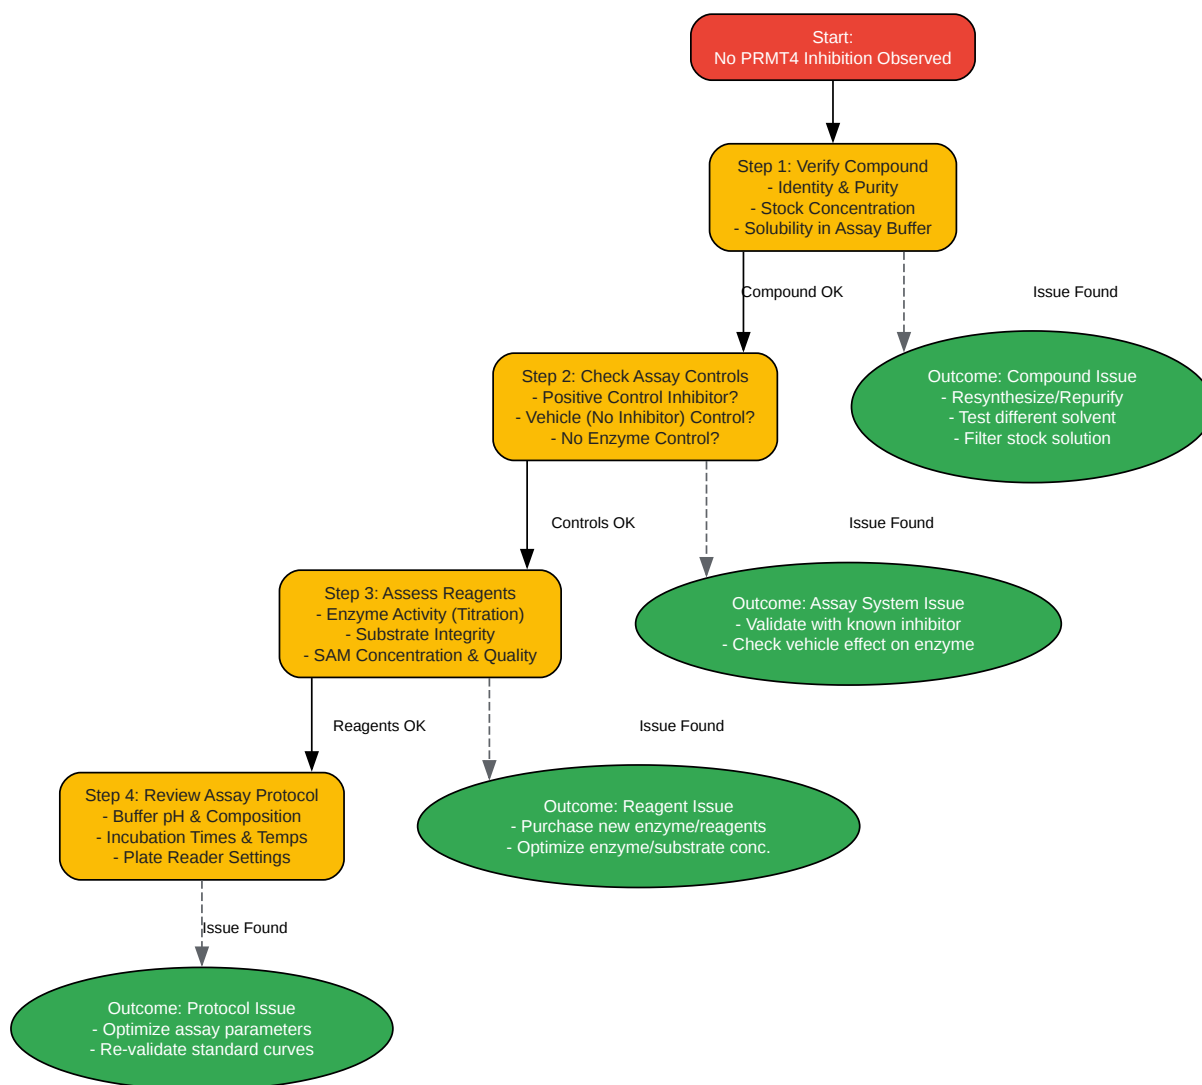 Start:
No PRMT4 Inhibition Observed
Step 1: Verify Compound
- Identity & Purity
- Stock Concentration
- Solubility in Assay Buffer
Compound OK
Issue Found
Step 2: Check Assay Controls
- Positive Control Inhibitor?
- Vehicle (No Inhibitor) Control?
- No Enzyme Control?
Outcome: Compound Issue
- Resynthesize/Repurify
- Test different solvent
- Filter stock solution
Controls OK
Issue Found
Step 3: Assess Reagents
- Enzyme Activity (Titration)
- Substrate Integrity
- SAM Concentration & Quality
Outcome: Assay System Issue
- Validate with known inhibitor
- Check vehicle effect on enzyme
Reagents OK
Issue Found
Step 4: Review Assay Protocol
- Buffer pH & Composition
- Incubation Times & Temps
- Plate Reader Settings
Outcome: Reagent Issue
- Purchase new enzyme/reagents
- Optimize enzyme/substrate conc.
Issue Found
Outcome: Protocol Issue
- Optimize assay parameters
- Re-validate standard curves